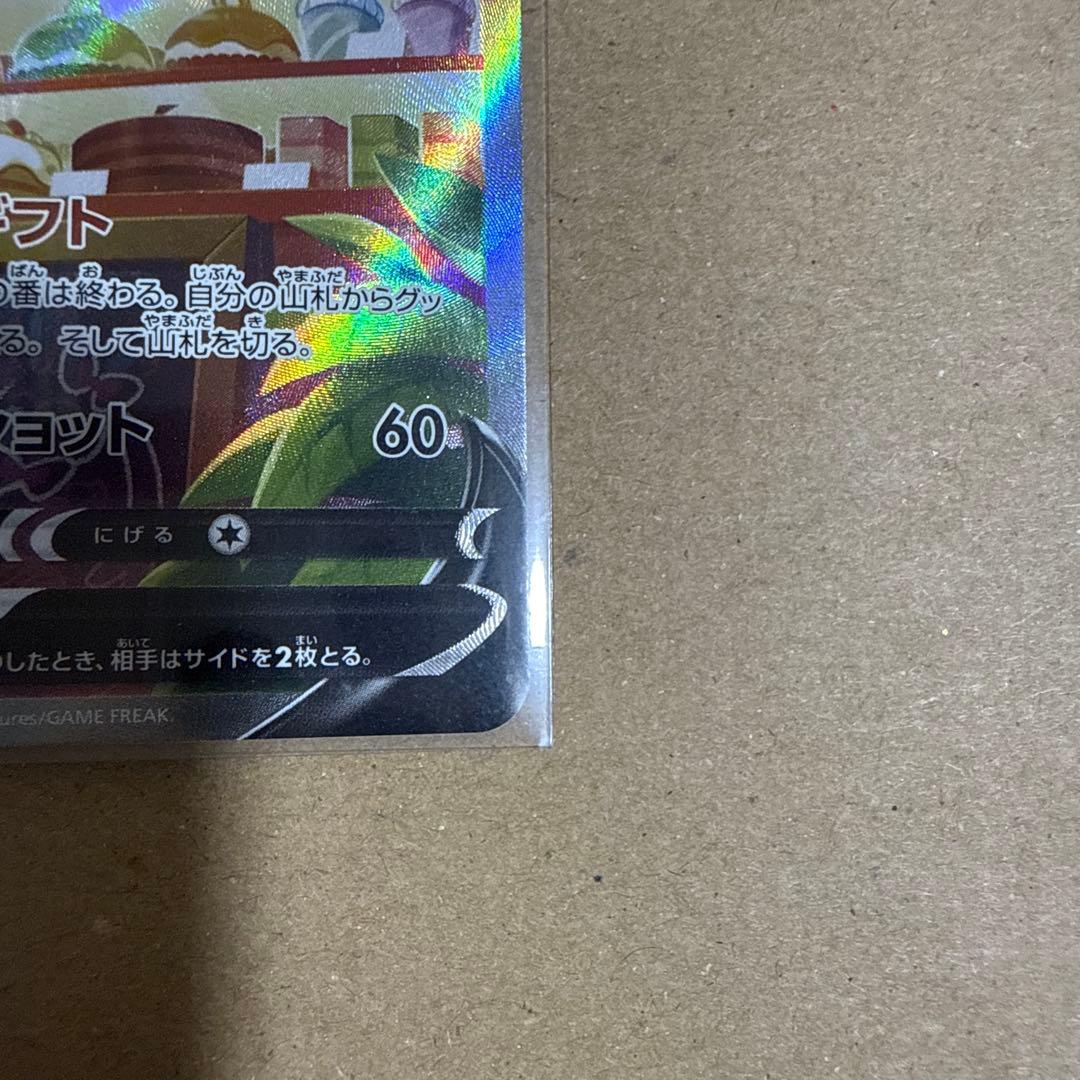 ギフト
の番は終わる。自分の山札からグッ
る。そして山札を切る。
ショット 60
にげる
したとき、相手はサイドを2枚とる。
ures/GAME FREAK.